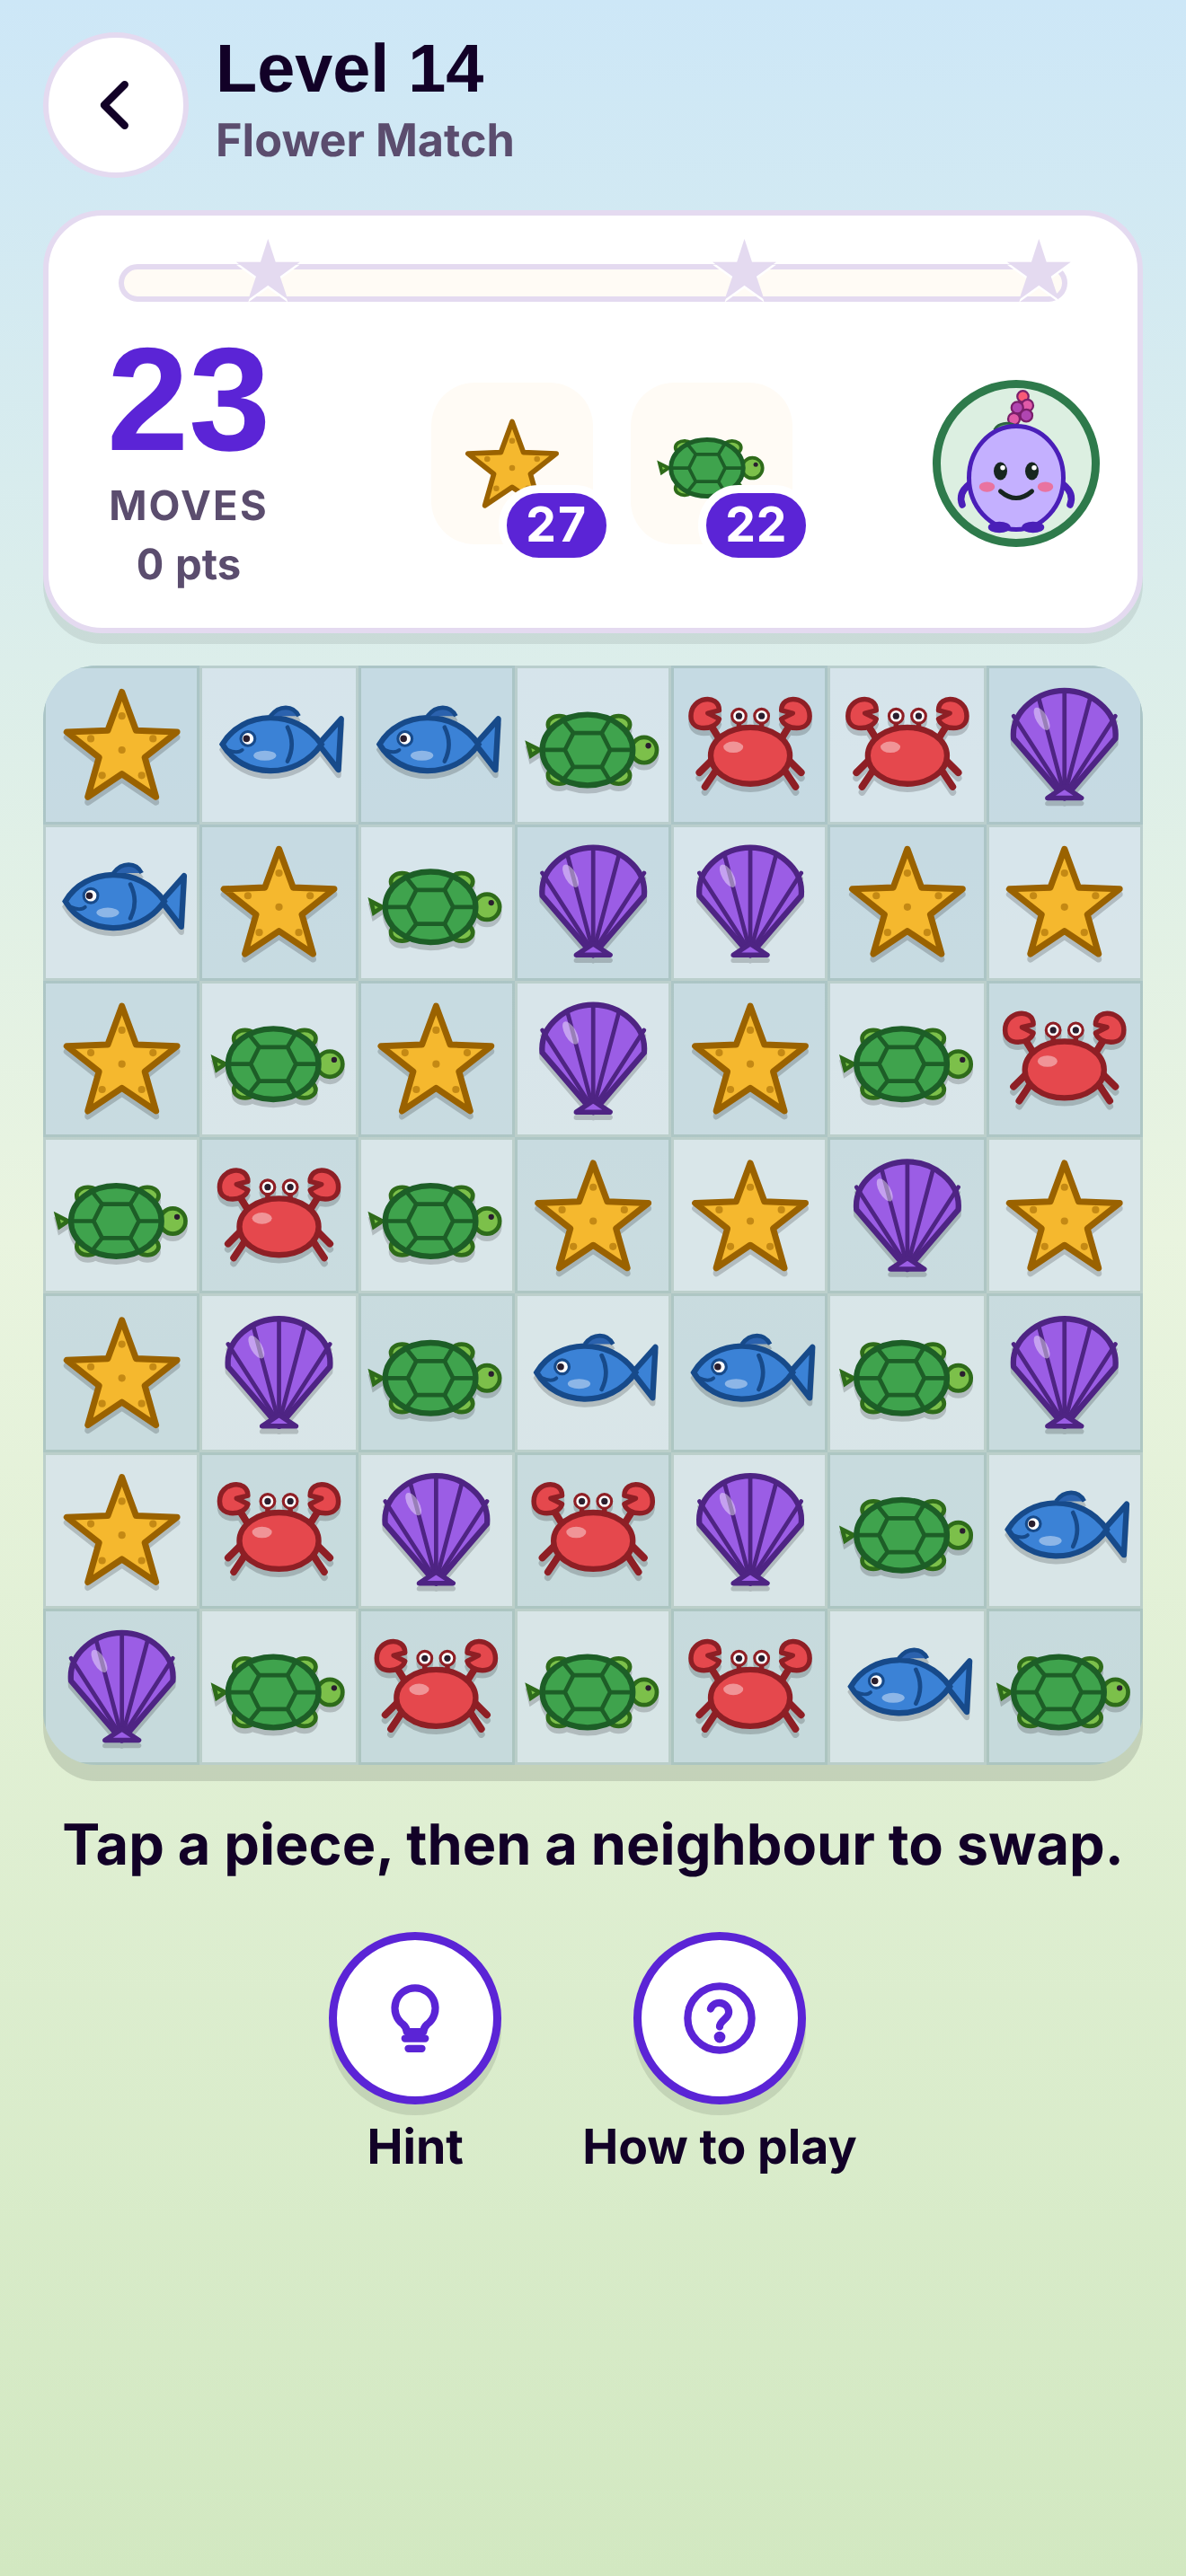 Level 14
Flower Match
23
MOVES
0 pts
27
22
Tap a piece, then a neighbour to swap.
Hint
How to play